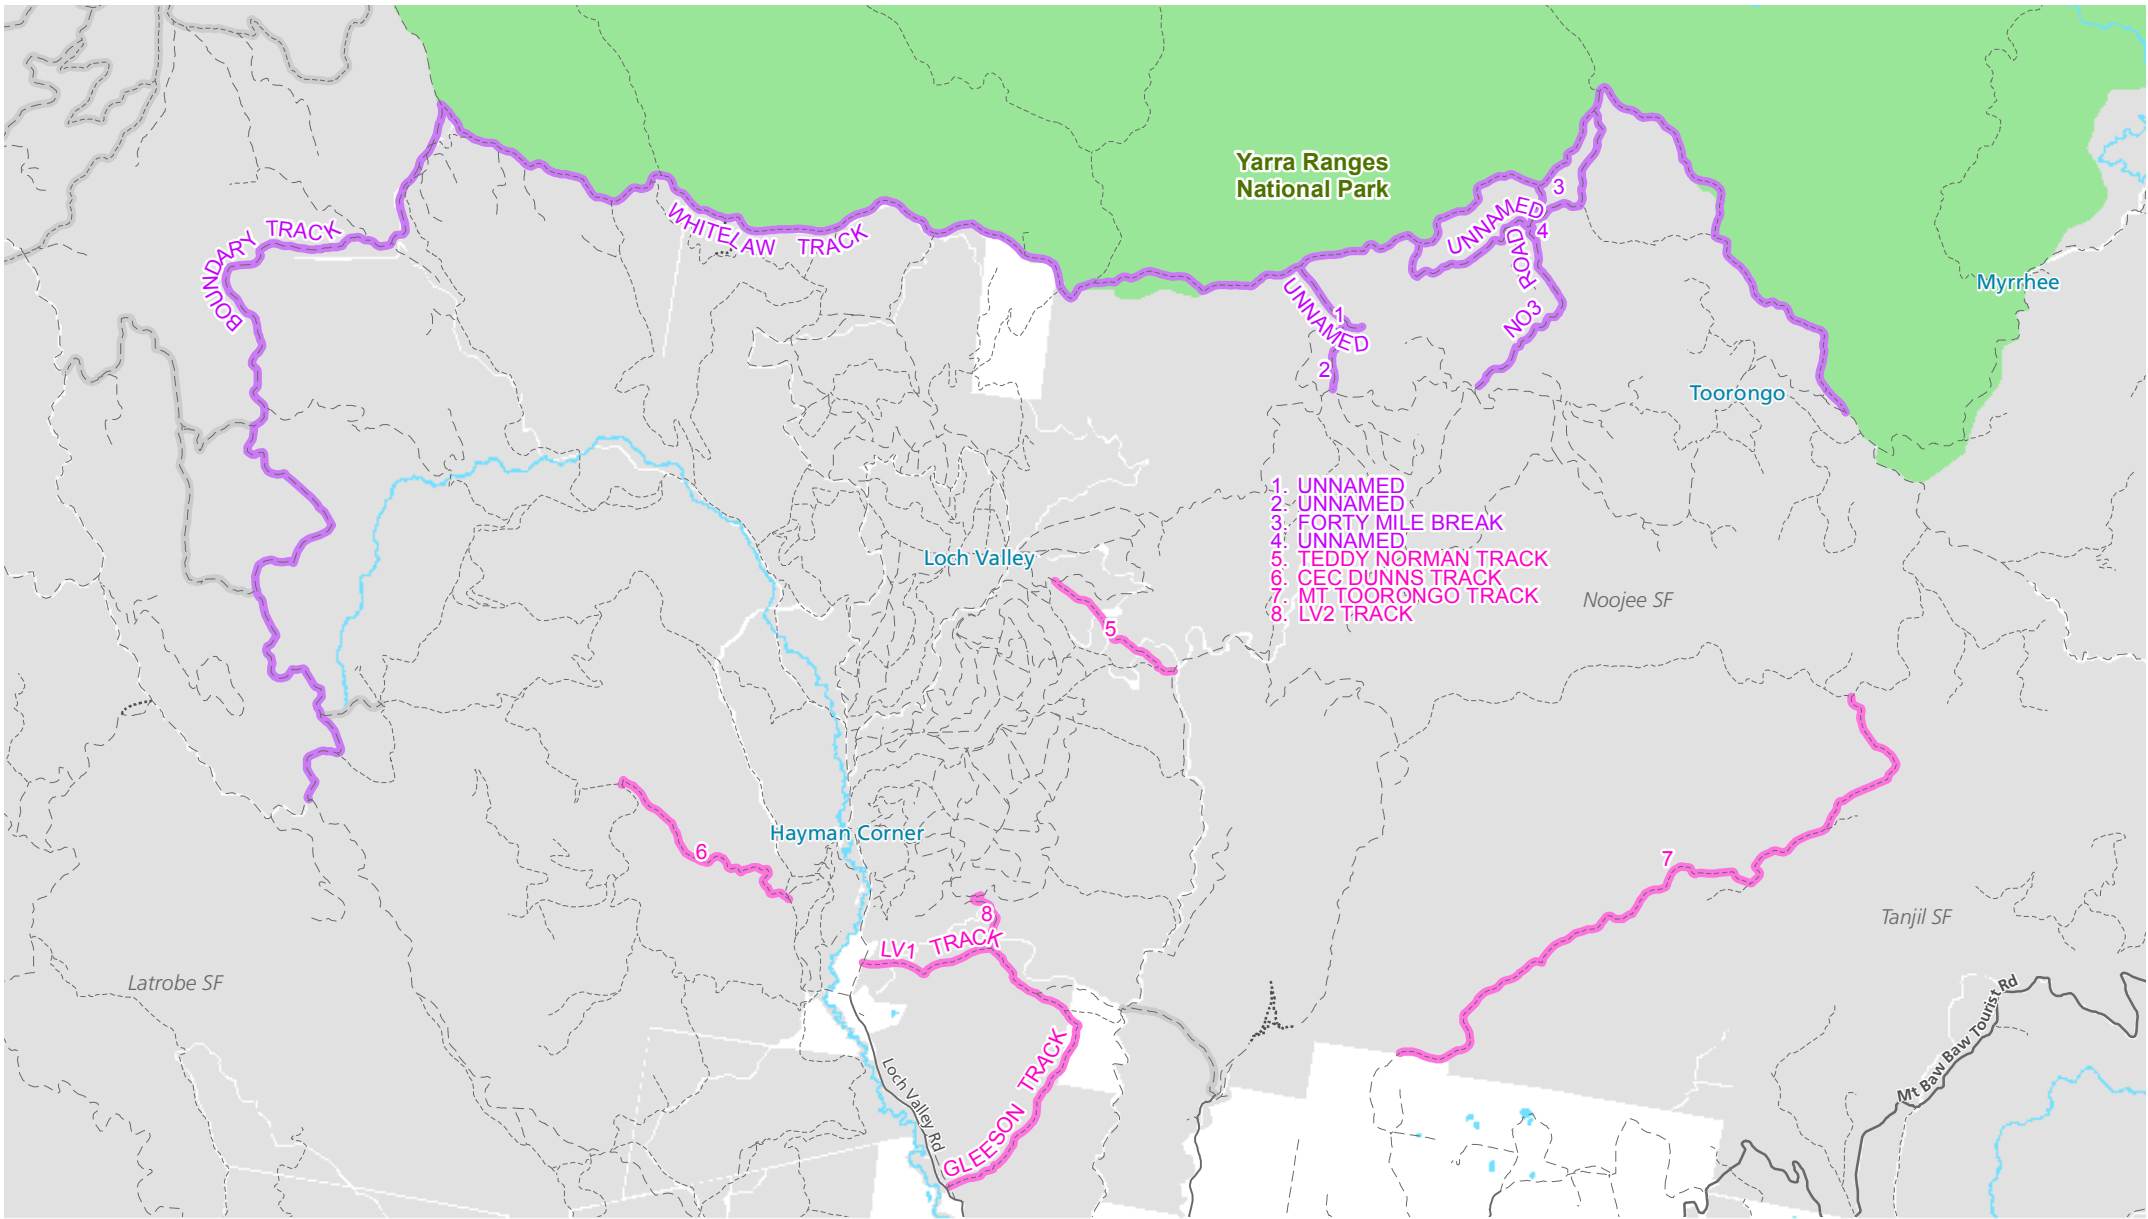 Yarra Ranges
National Park
3
BOUNDARY TRACK
WHITELAW TRACK
UNNAMED
4
NO3 ROAD
Myrrhee
UNNAMED
1
2
Toorongo
1. UNNAMED
2. UNNAMED
3. FORTY MILE BREAK
4. UNNAMED
5. TEDDY NORMAN TRACK
6. CEC DUNNS TRACK
7. MT TOORONGO TRACK
8. LV2 TRACK
Loch Valley
Noojee SF
5
Hayman Corner
6
7
8
LV1 TRACK
Tanjil SF
Latrobe SF
Mt Baw Baw Tourist Rd
Loch Valley Rd
GLEESON TRACK